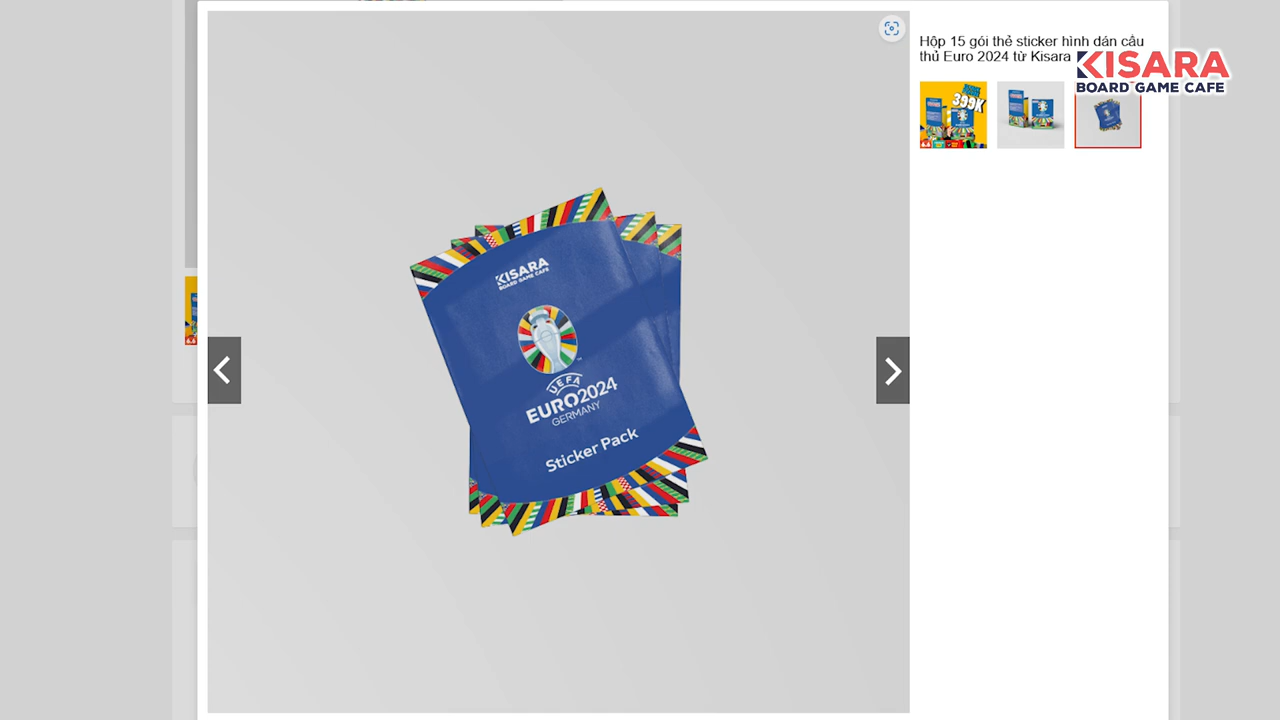 Hộp 15 gói thẻ sticker hình dán cầu
thủ Euro 2024 từ Kisara
KISARA
BOARD GAME CAFE
399K
KISARA
BOARD GAME CAFE
UEFA
EURO2024
GERMANY
Sticker Pack